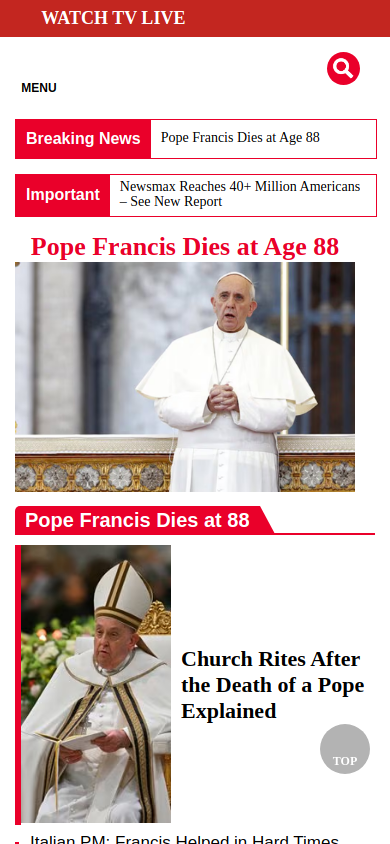 WATCH TV LIVE
MENU
Breaking News
Pope Francis Dies at Age 88
Important
Newsmax Reaches 40+ Million Americans
– See New Report
Pope Francis Dies at Age 88
Pope Francis Dies at 88
Church Rites After
the Death of a Pope
Explained
TOP
Italian PM: Francis Helped in Hard Times